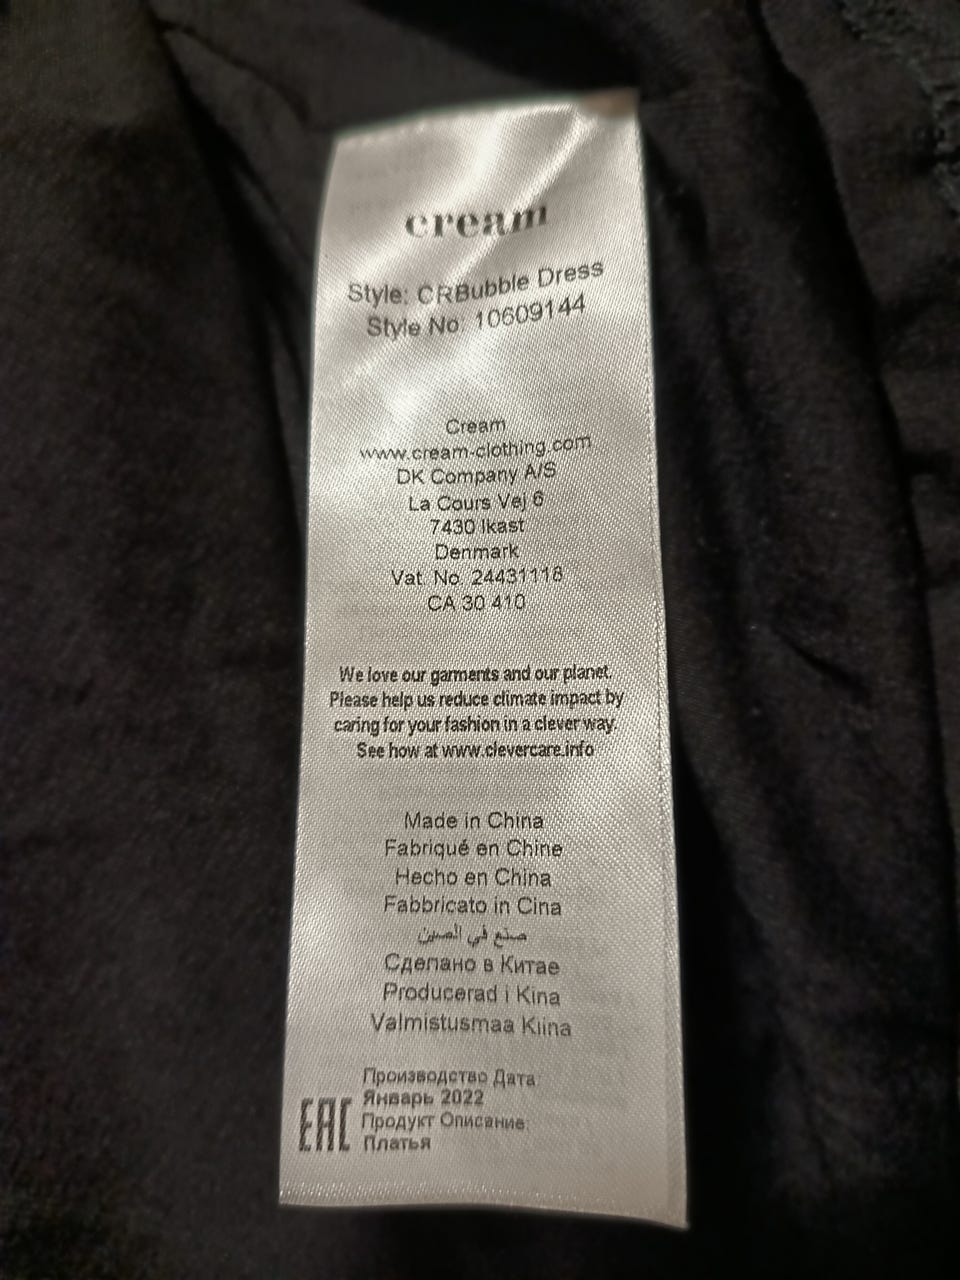 cream
Style: CRBubble Dress
Style No: 10609144
Cream
www.cream-clothing.com
DK Company A/S
La Cours Vej 6
7430 Ikast
Denmark
Vat. No. 24431118
CA 30 410
We love our garments and our planet.
Please help us reduce climate impact by
caring for your fashion in a clever way.
See how at www.clevercare.info
Made in China
Fabriqué en Chine
Hecho en China
Fabbricato in Cina
صنع في الصين
Сделано в Китае
Producerad i Kina
Valmistusmaa Kiina
Производство Дата:
Январь 2022
Продукт Описание:
Платья
EAC